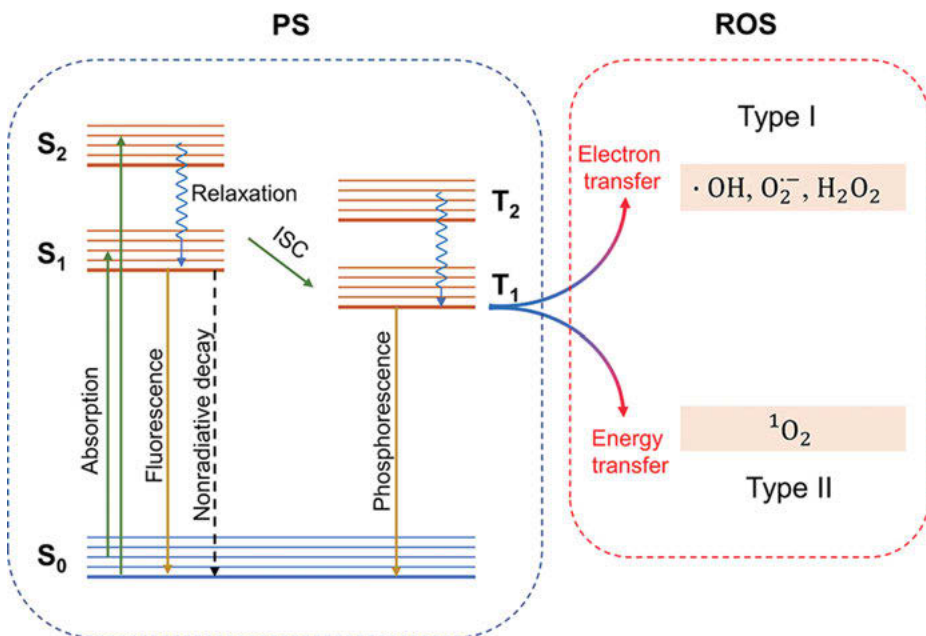 PS
S₂
Relaxation
S₁
ISC
T₂
T₁
Absorption
Fluorescence
Nonradiative decay
Phosphorescence
S₀
ROS
Type I
Electron
transfer
· OH, O₂·⁻, H₂O₂
Energy
transfer
¹O₂
Type II